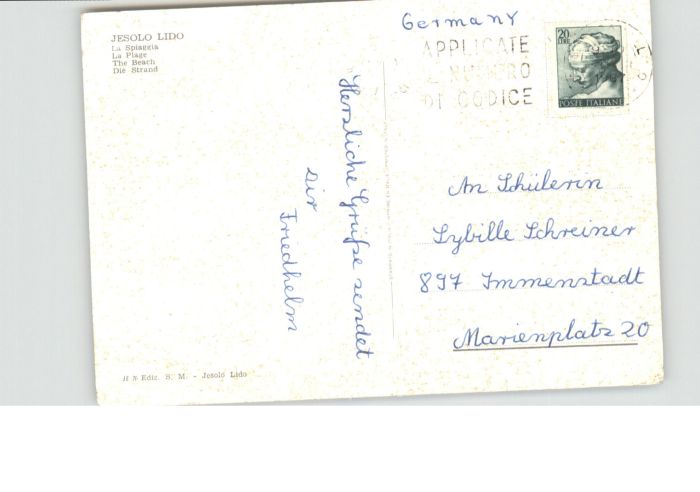 JESOLO LIDO
La Spiaggia
La Plage
The Beach
Die Strand
Germany
APPLICATE
IL NUMERO
DI CODICE
20
LIRE
POSTE ITALIANE
Herzliche Grüße sendet
dir
Friedhelm
An Schülerin
Sybille Schreiner
897 Immenstadt
Marienplatz 20
Ediz. S. M. - Jesolo Lido